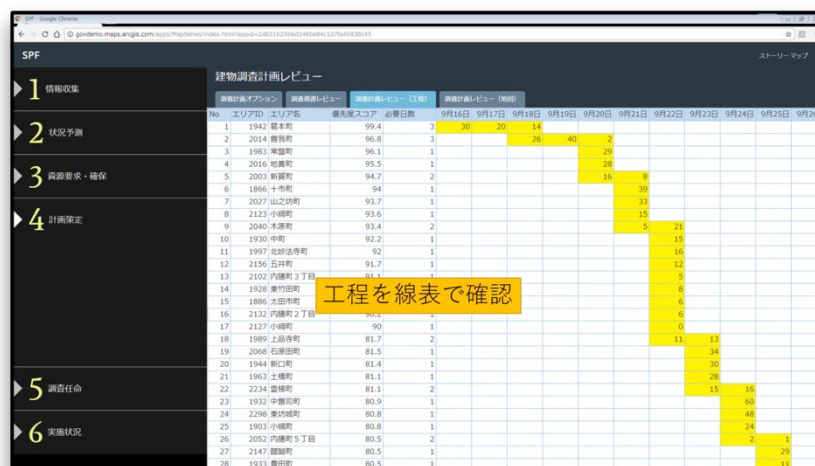 SPF - Google Chrome
govdemo.maps.arcgis.com/apps/MapSeries/index.html?appid=2db51b25b6d246ba84c1d7fa45838c45
SPF
ストーリー マップ
1 情報収集
2 状況予測
3 資源要求・確保
4 計画策定
5 調査任命
6 実施状況
建物調査計画レビュー
調査計画オプション 調査資源レビュー 調査計画レビュー（工程） 調査計画レビュー（地図）
No エリアID エリア名 優先度スコア 必要日数 9月16日 9月17日 9月18日 9月19日 9月20日 9月21日 9月22日 9月23日 9月24日 9月25日 9月26
1 1942 葛本町 99.4 3 30 20 14
2 2014 曽我町 96.8 3 26 40 2
3 1983 常盤町 96.1 1 29
4 2016 地黄町 95.5 1 28
5 2003 新賀町 94.7 2 16 8
6 1866 十市町 94 1 39
7 2027 山之坊町 93.7 1 33
8 2123 小綱町 93.6 1 15
9 2040 木原町 93.4 2 5 21
10 1930 中町 92.2 1 15
11 1997 北妙法寺町 92 1 16
12 2156 五井町 91.7 1 12
13 2102 内膳町３丁目 91.1 1 5
14 1928 東竹田町 8
15 1886 太田市町 6
16 2132 内膳町２丁目 90.2 1 6
17 2127 小綱町 90 1 0
18 1989 上品寺町 81.7 2 11 13
19 2068 石原田町 81.5 1 34
20 1944 新口町 81.4 1 30
21 1963 土橋町 81.1 1 28
22 2234 雲梯町 81.1 2 15 16
23 1932 中曽司町 80.9 1 60
24 2298 東坊城町 80.8 1 48
25 1903 小槻町 80.8 1 24
26 2052 内膳町５丁目 80.5 2 2 1
27 2147 醍醐町 80.5 1 29
28 1933 豊田町 80.5 1 11
工程を線表で確認